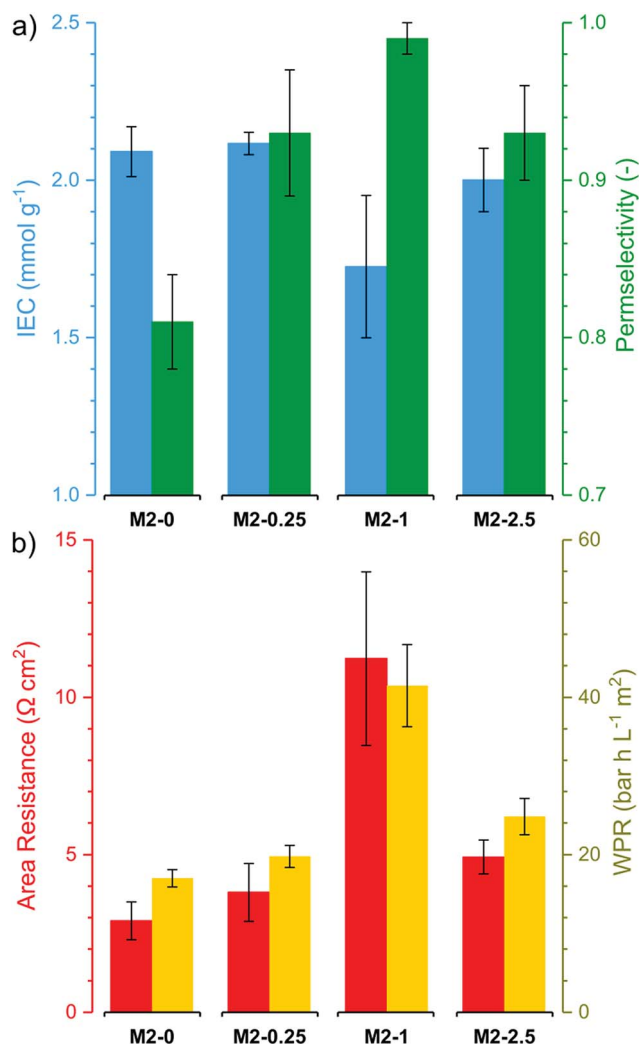 a)
2.5
2.0
1.5
1.0
IEC (mmol g⁻¹)
1.0
0.9
0.8
0.7
Permselectivity (-)
M2-0 M2-0.25 M2-1 M2-2.5
b)
15
10
5
0
Area Resistance (Ω cm²)
60
40
20
0
WPR (bar h L⁻¹ m²)
M2-0 M2-0.25 M2-1 M2-2.5